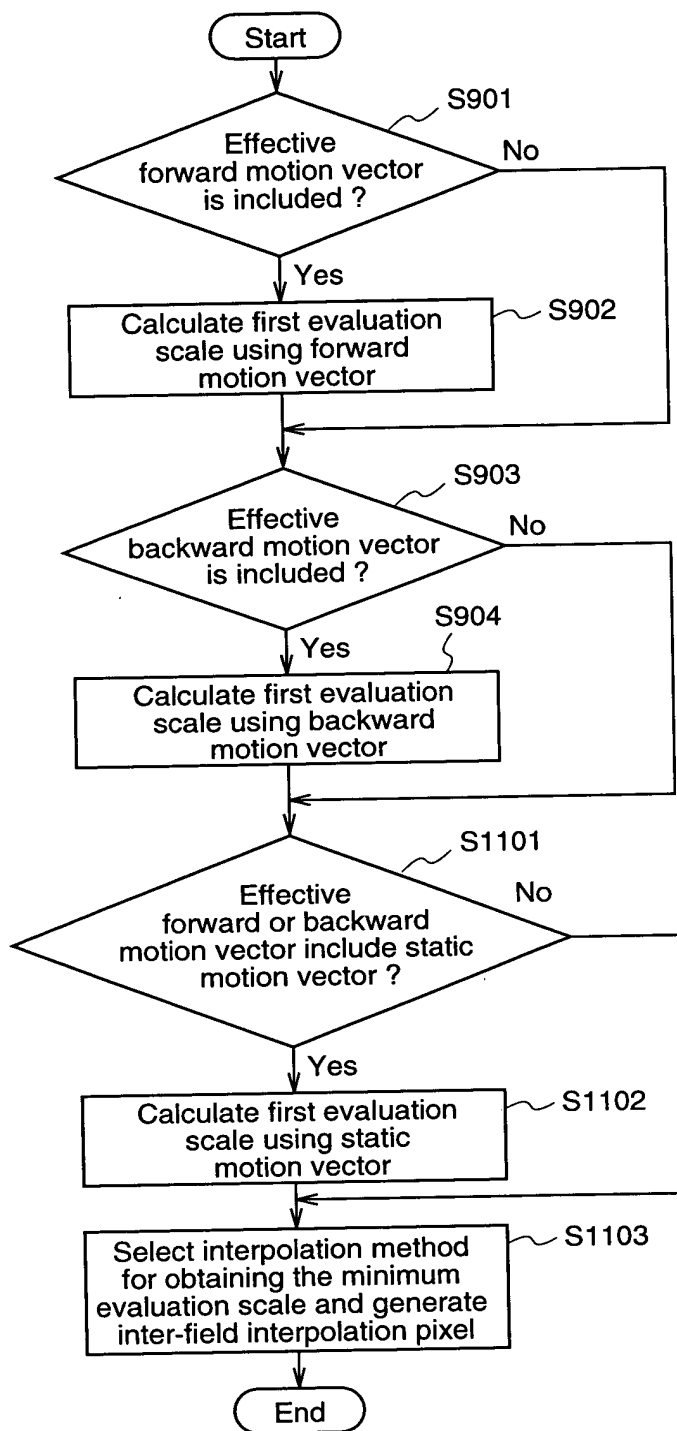 Start
S901
Effective
forward motion vector
is included ?
No
Yes
Calculate first evaluation
scale using forward
motion vector
S902
S903
Effective
backward motion vector
is included ?
No
Yes
S904
Calculate first evaluation
scale using backward
motion vector
S1101
Effective
forward or backward
motion vector include static
motion vector ?
No
Yes
Calculate first evaluation
scale using static
motion vector
S1102
Select interpolation method
for obtaining the minimum
evaluation scale and generate
inter-field interpolation pixel
S1103
End